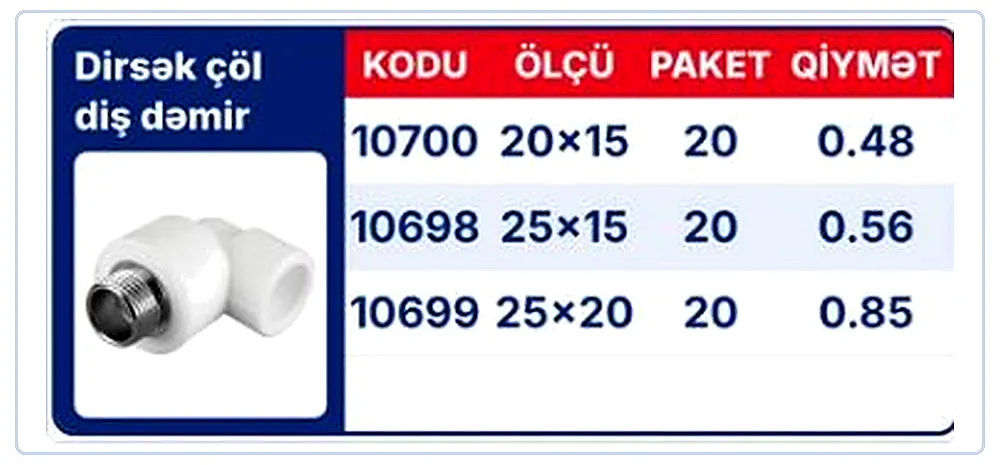 Dirsək çöl
diş dəmir
KODU ÖLÇÜ PAKET QİYMƏT
10700 20×15 20 0.48
10698 25×15 20 0.56
10699 25×20 20 0.85